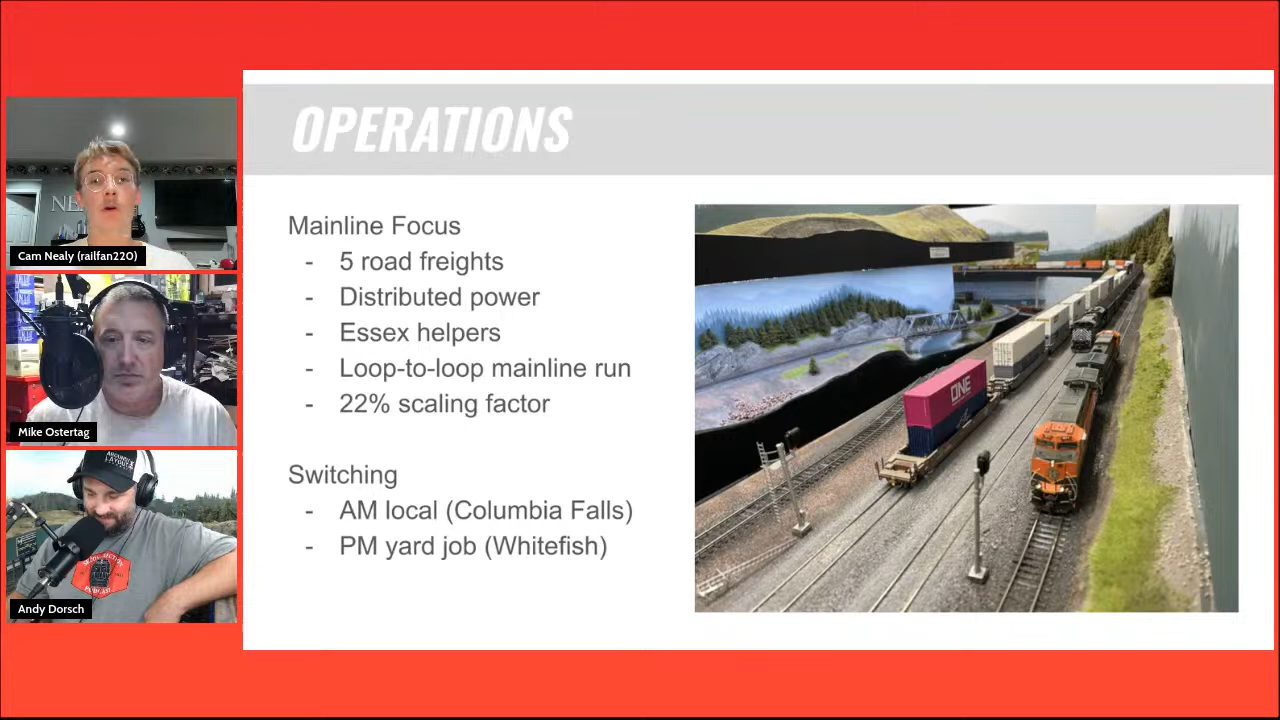 OPERATIONS
Mainline Focus
- 5 road freights
- Distributed power
- Essex helpers
- Loop-to-loop mainline run
- 22% scaling factor
Switching
- AM local (Columbia Falls)
- PM yard job (Whitefish)
ONE
NE
Cam Nealy (railfan220)
Mike Ostertag
Andy Dorsch